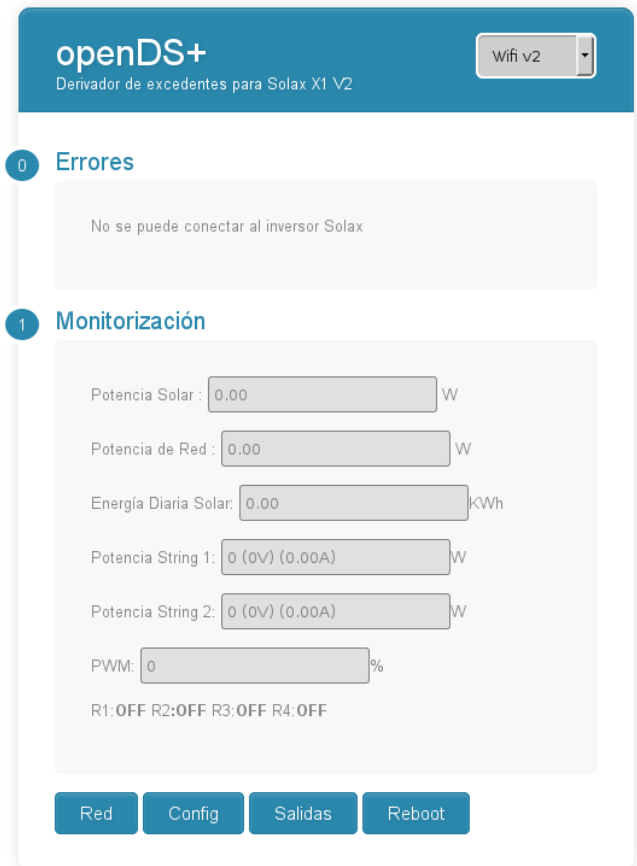 openDS+
Wifi v2
Derivador de excedentes para Solax X1 V2
0 Errores
No se puede conectar al inversor Solax
1 Monitorización
Potencia Solar : 0.00 W
Potencia de Red : 0.00 W
Energía Diaria Solar: 0.00 KWh
Potencia String 1: 0 (0V) (0.00A) W
Potencia String 2: 0 (0V) (0.00A) W
PWM: 0 %
R1:OFF R2:OFF R3:OFF R4:OFF
Red Config Salidas Reboot